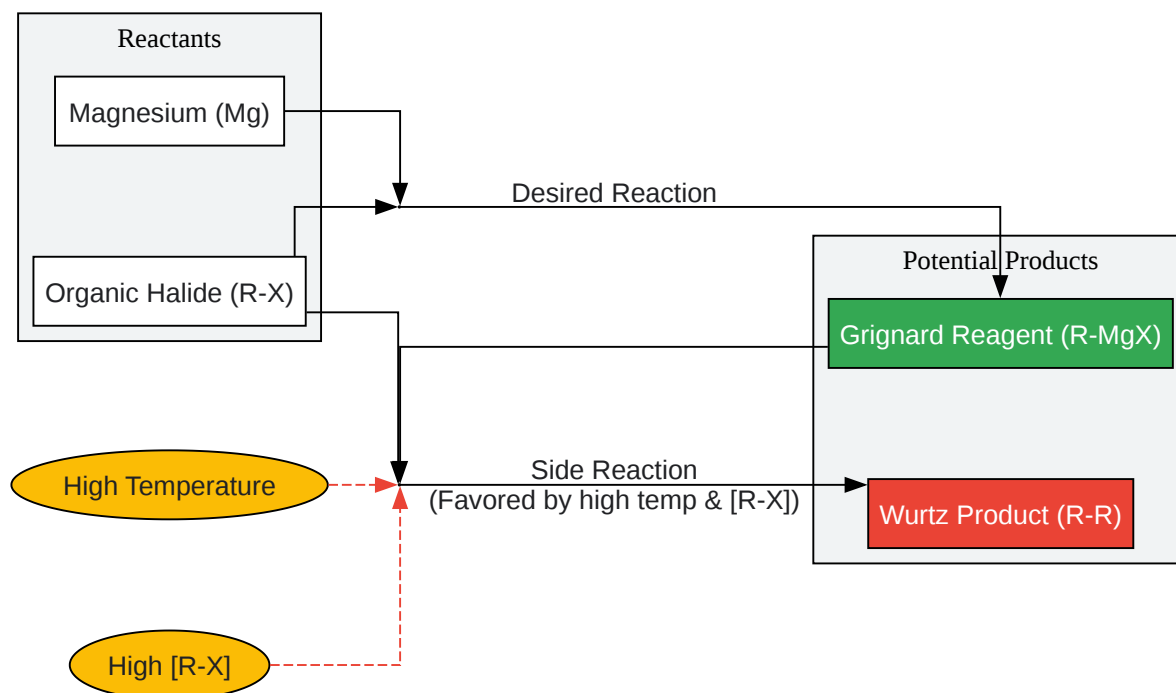 Reactants
Magnesium (Mg)
Desired Reaction
Organic Halide (R-X)
Potential Products
Grignard Reagent (R-MgX)
High Temperature
Side Reaction
(Favored by high temp & [R-X])
Wurtz Product (R-R)
High [R-X]